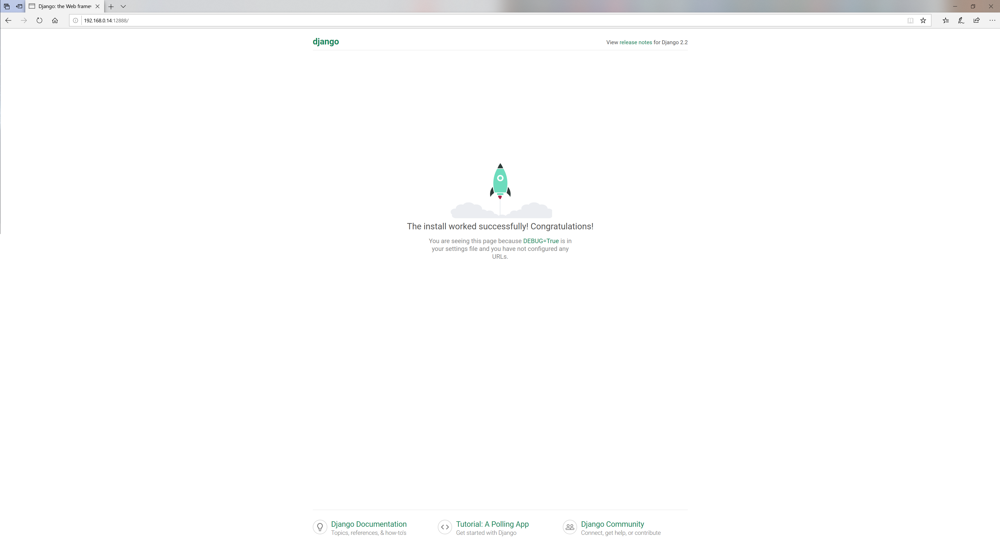 Django: the Web framew
192.168.0.14:12888/
django
View release notes for Django 2.2
The install worked successfully! Congratulations!
You are seeing this page because DEBUG=True is in
your settings file and you have not configured any
URLs.
Django Documentation
Topics, references, & how-to's
Tutorial: A Polling App
Get started with Django
Django Community
Connect, get help, or contribute